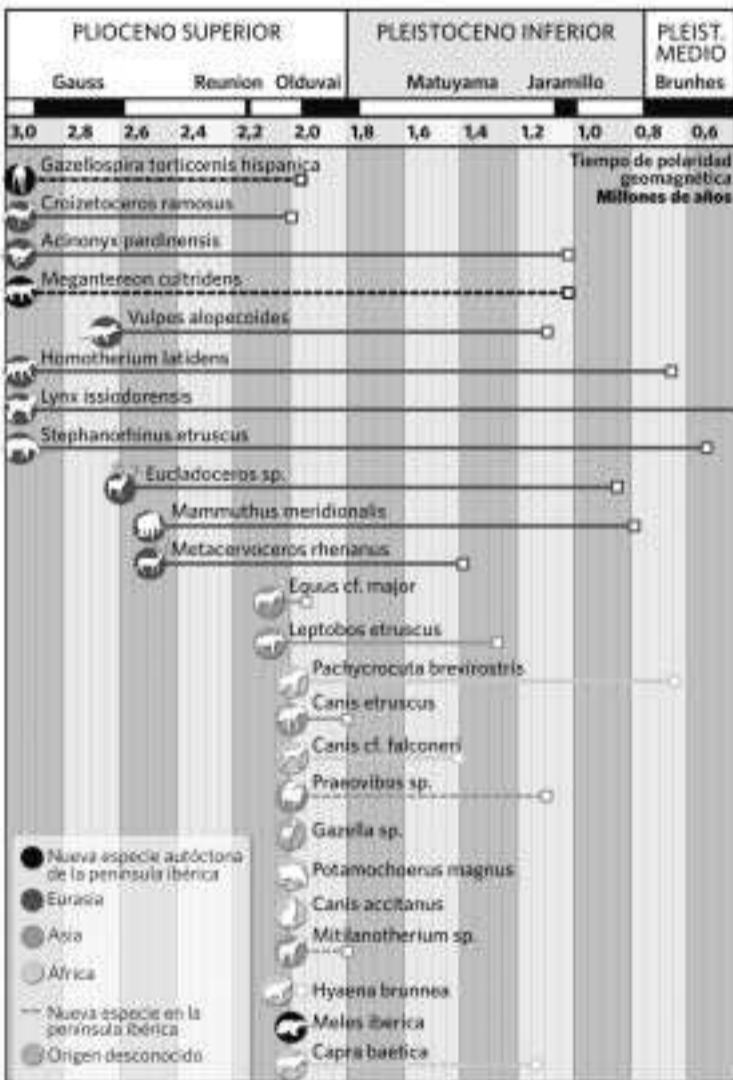 PLIOCENO SUPERIOR
PLEISTOCENO INFERIOR
PLEIST.
MEDIO
Gauss Reunion Olduvai Matuyama Jaramillo Brunhes
3,0 2,8 2,6 2,4 2,2 2,0 1,8 1,6 1,4 1,2 1,0 0,8 0,6
Tiempo de polaridad
geomagnética
Millones de años
Gazellospira torticornis hispanica
Croizetoceros ramosus
Acinonyx pardinensis
Megantereon cultridens
Vulpes alopecoides
Homotherium latidens
Lynx issiodorensis
Stephanorhinus etruscus
Eucladoceros sp.
Mammuthus meridionalis
Metacervoceros rhenanus
Equus cf. major
Leptobos etruscus
Pachycrocuta brevirostris
Canis etruscus
Canis cf. falconeri
Praeovibos sp.
Gazella sp.
Potamochoerus magnus
Canis accitanus
Mitilanotherium sp.
Hyaena brunnea
Meles iberica
Capra baetica
Nueva especie autóctona
de la península ibérica
Eurasia
Asia
África
Nueva especie en la
península ibérica
Origen desconocido